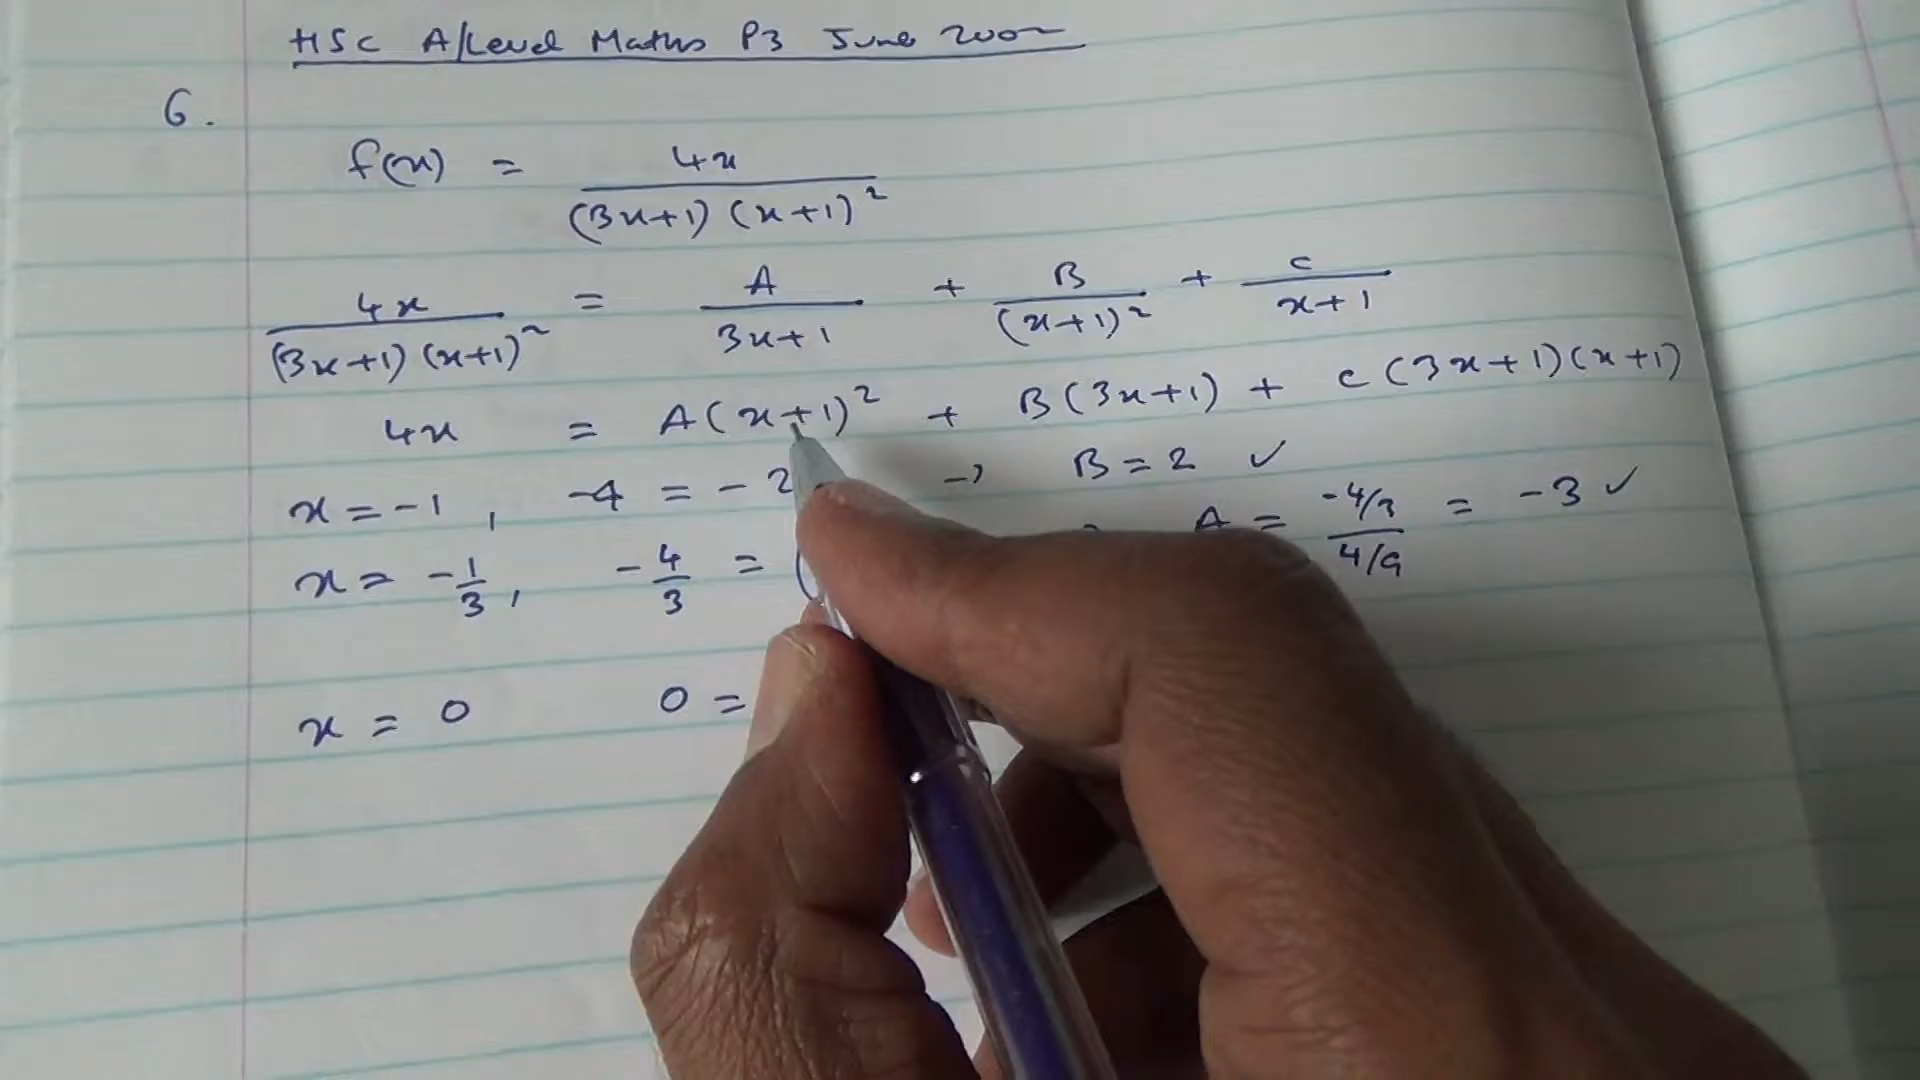 HSC A/Level Maths P3 June 2002
6.
f(x) = 4x / (3x+1)(x+1)²
4x / (3x+1)(x+1)² = A / 3x+1 + B / (x+1)² + C / x+1
4x = A(x+1)² + B(3x+1) + C(3x+1)(x+1)
x = -1, -4 = -2 → B = 2 ✓
x = -1/3, -4/3 = ( A = -4/3 / 4/9 = -3 ✓
x = 0 0 =